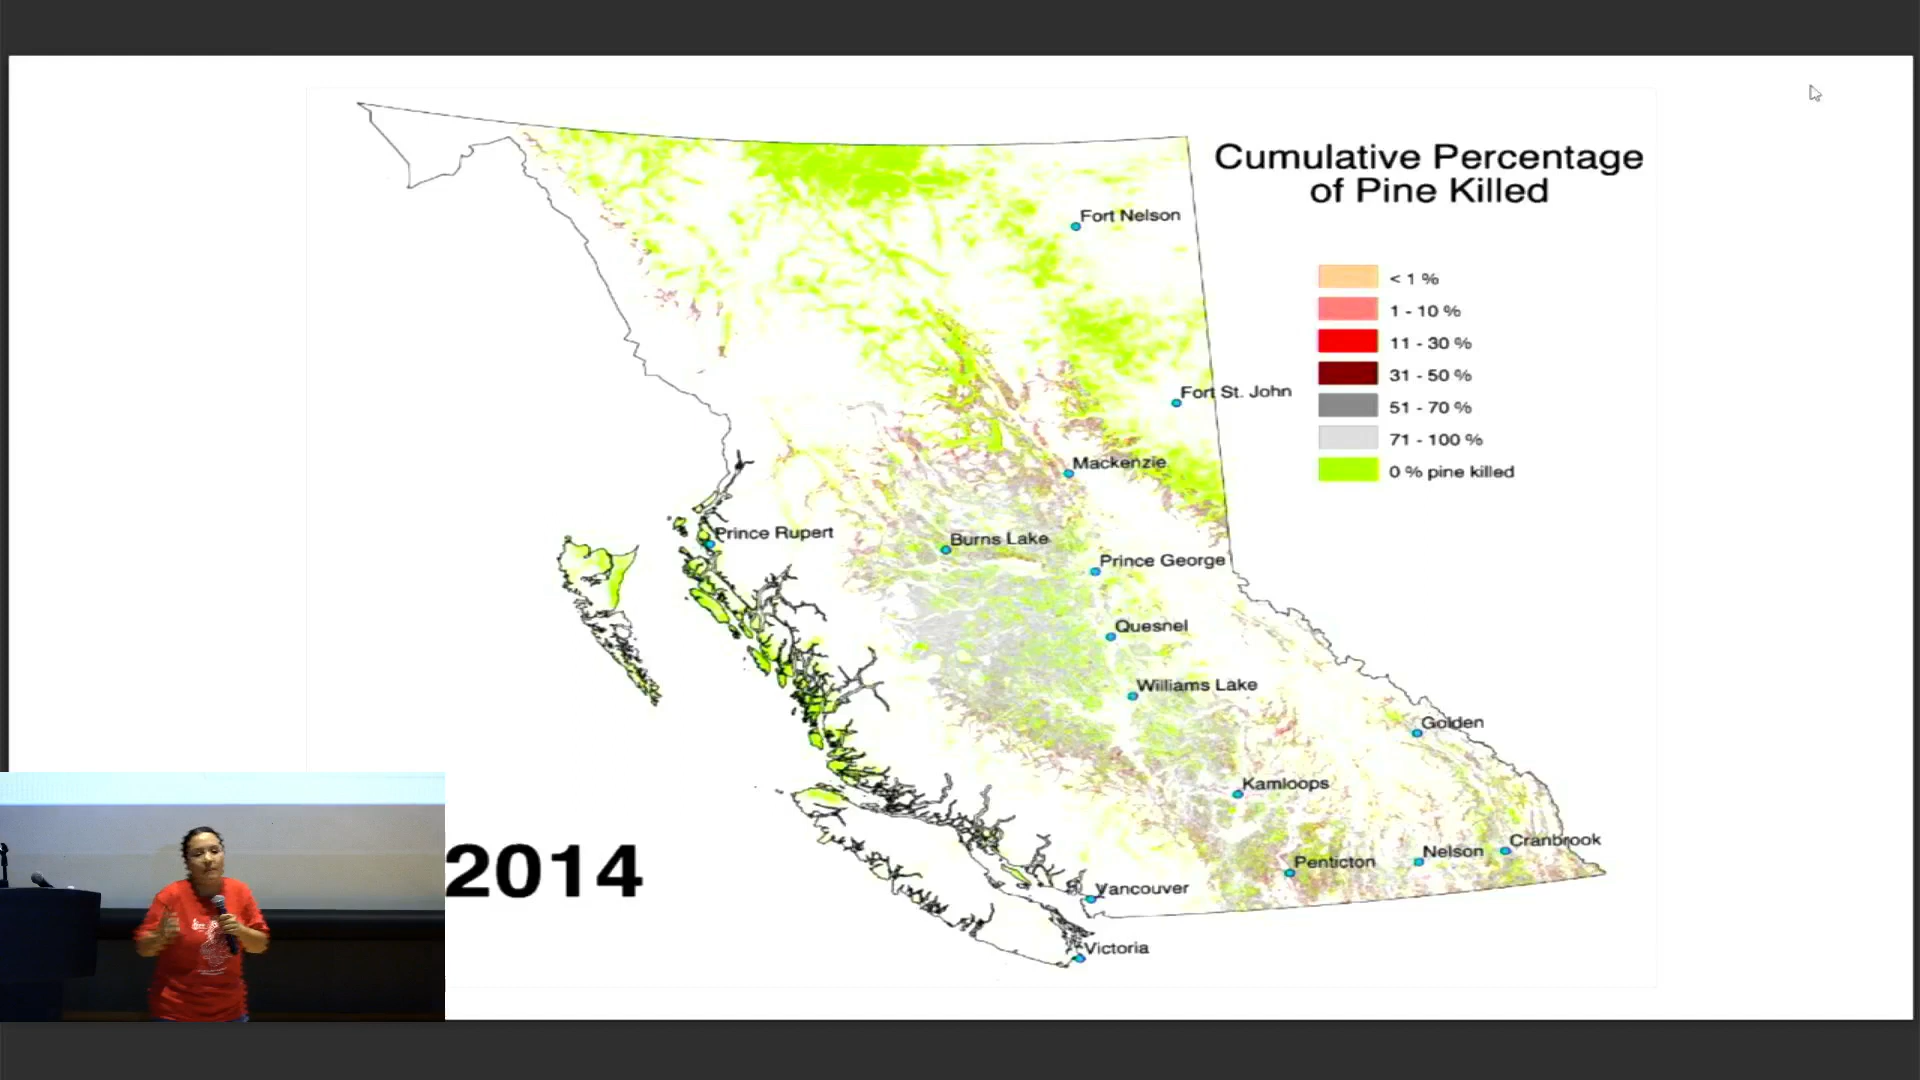 Cumulative Percentage
of Pine Killed
Fort Nelson
< 1 %
1 - 10 %
11 - 30 %
31 - 50 %
51 - 70 %
71 - 100 %
0 % pine killed
Fort St. John
Mackenzie
Prince Rupert
Burns Lake
Prince George
Quesnel
Williams Lake
Golden
Kamloops
Cranbrook
Nelson
Penticton
Vancouver
Victoria
2014